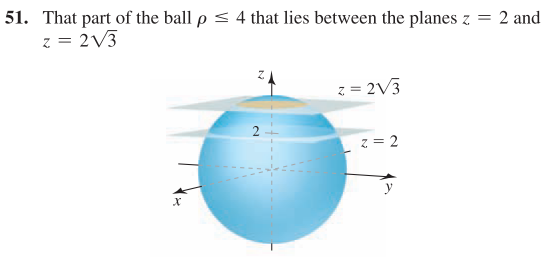 51. That part of the ball ρ ≤ 4 that lies between the planes z = 2 and
z = 2√3
z
z = 2√3
2
z = 2
x
y